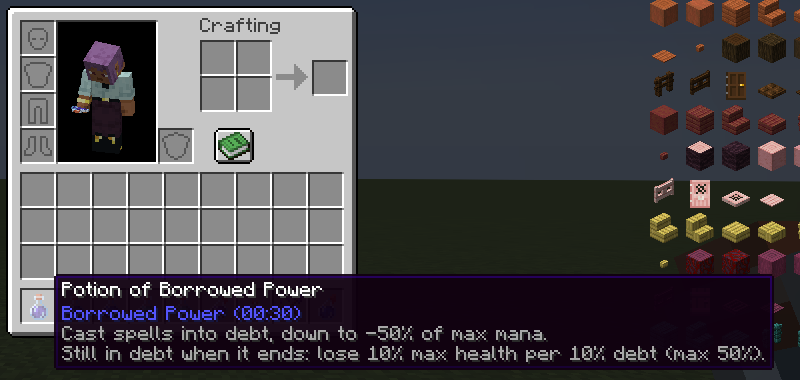 Crafting
Potion of Borrowed Power
Borrowed Power (00:30)
Cast spells into debt, down to -50% of max mana.
Still in debt when it ends: lose 10% max health per 10% debt (max 50%).